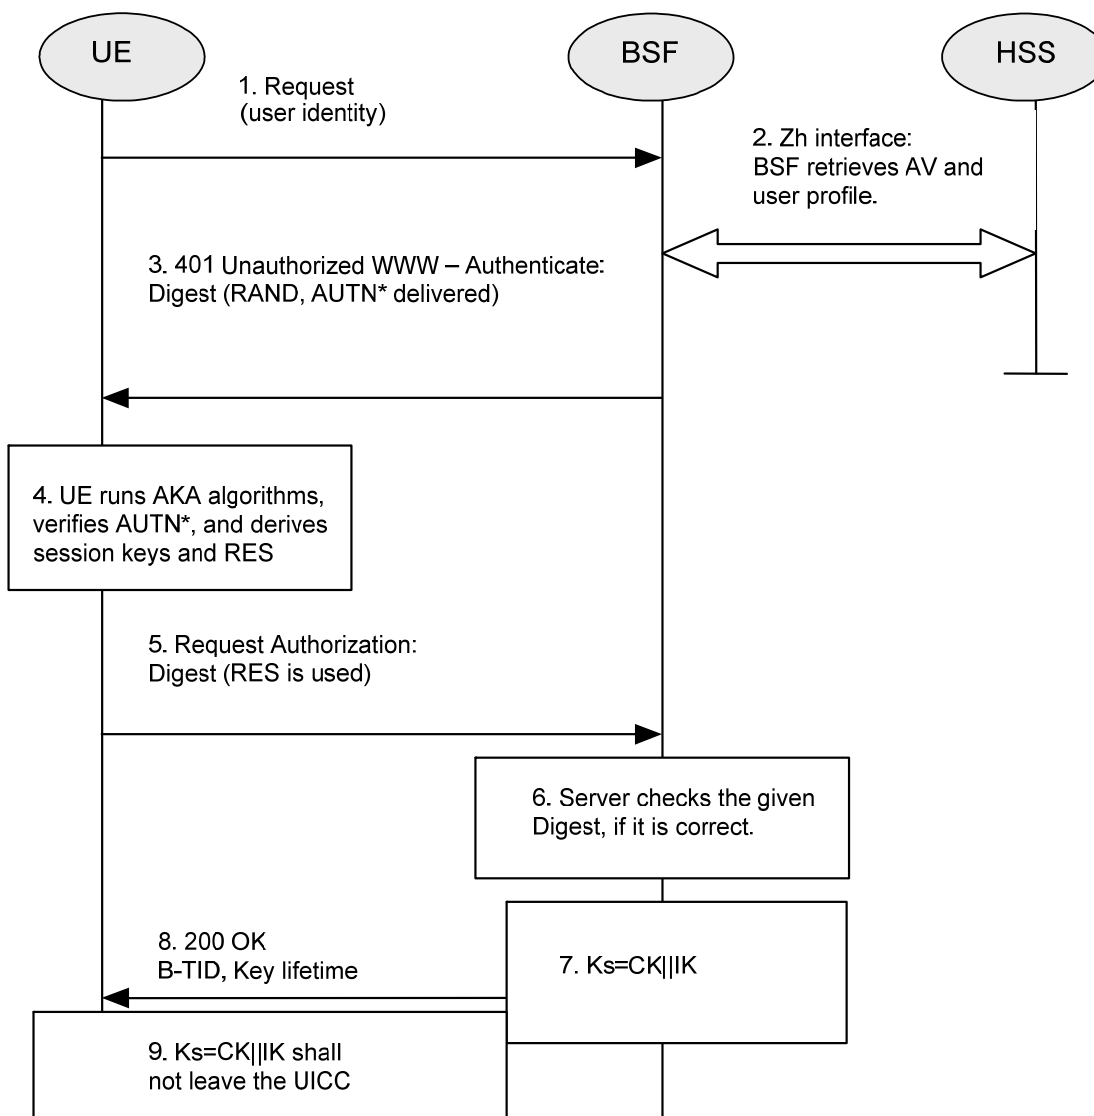 UE
BSF
HSS
1. Request
(user identity)
2. Zh interface:
BSF retrieves AV and
user profile.
3. 401 Unauthorized WWW – Authenticate:
Digest (RAND, AUTN* delivered)
4. UE runs AKA algorithms,
verifies AUTN*, and derives
session keys and RES
5. Request Authorization:
Digest (RES is used)
6. Server checks the given
Digest, if it is correct.
7. Ks=CK||IK
8. 200 OK
B-TID, Key lifetime
9. Ks=CK||IK shall
not leave the UICC